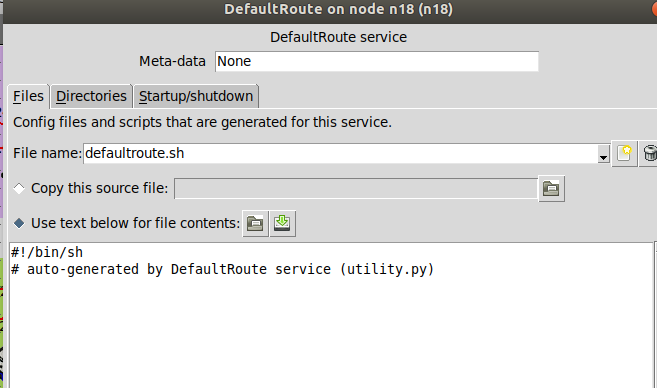 DefaultRoute on node n18 (n18)
DefaultRoute service
Meta-data None
Files Directories Startup/shutdown
Config files and scripts that are generated for this service.
File name: defaultroute.sh
Copy this source file:
Use text below for file contents:
#!/bin/sh
# auto-generated by DefaultRoute service (utility.py)